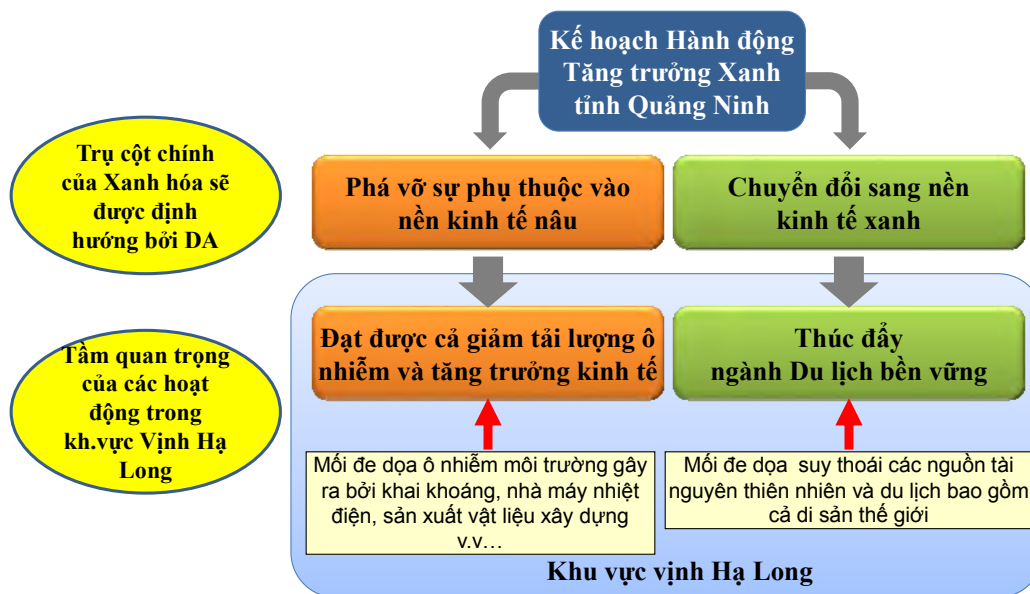 Kế hoạch Hành động
Tăng trưởng Xanh
tỉnh Quảng Ninh
Trụ cột chính
của Xanh hóa sẽ
được định
hướng bởi DA
Phá vỡ sự phụ thuộc vào
nền kinh tế nâu
Chuyển đổi sang nền
kinh tế xanh
Tầm quan trọng
của các hoạt
động trong
kh.vực Vịnh Hạ
Long
Đạt được cả giảm tải lượng ô
nhiễm và tăng trưởng kinh tế
Thúc đẩy
ngành Du lịch bền vững
Mối đe dọa ô nhiễm môi trường gây
ra bởi khai khoáng, nhà máy nhiệt
điện, sản xuất vật liệu xây dựng
v.v…
Mối đe dọa  suy thoái các nguồn tài
nguyên thiên nhiên và du lịch bao gồm
cả di sản thế giới
Khu vực vịnh Hạ Long